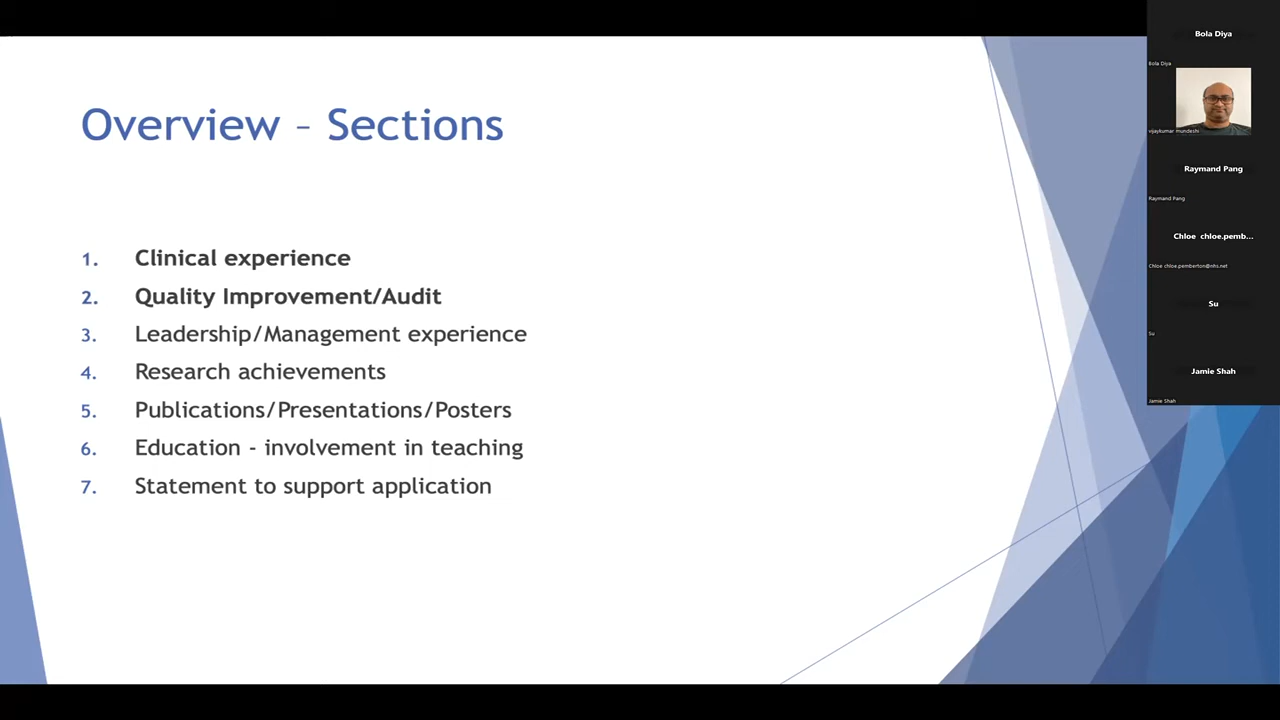 Overview – Sections
1. Clinical experience
2. Quality Improvement/Audit
3. Leadership/Management experience
4. Research achievements
5. Publications/Presentations/Posters
6. Education - involvement in teaching
7. Statement to support application
Bola Diya
Bola Diya
vijaykumar mundeshi
Raymand Pang
Raymand Pang
Chloe chloe.pemb...
Chloe chloe.pemberton@nhs.net
Su
Su
Jamie Shah
Jamie Shah